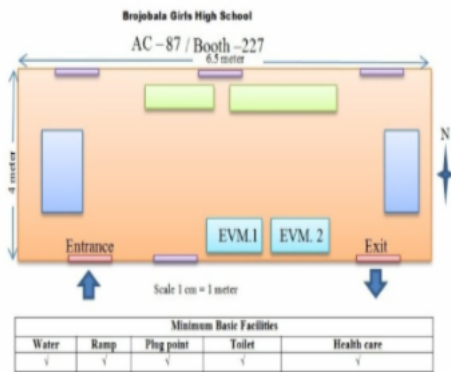 Brojobala Girls High School
AC – 87 / Booth –227
6.5 meter
4 meter
N
EVM.1 EVM. 2
Entrance Exit
Scale 1 cm = 1 meter
Minimum Basic Facilities
Water Ramp Plug point Toilet Health care
√ √ √ √ √